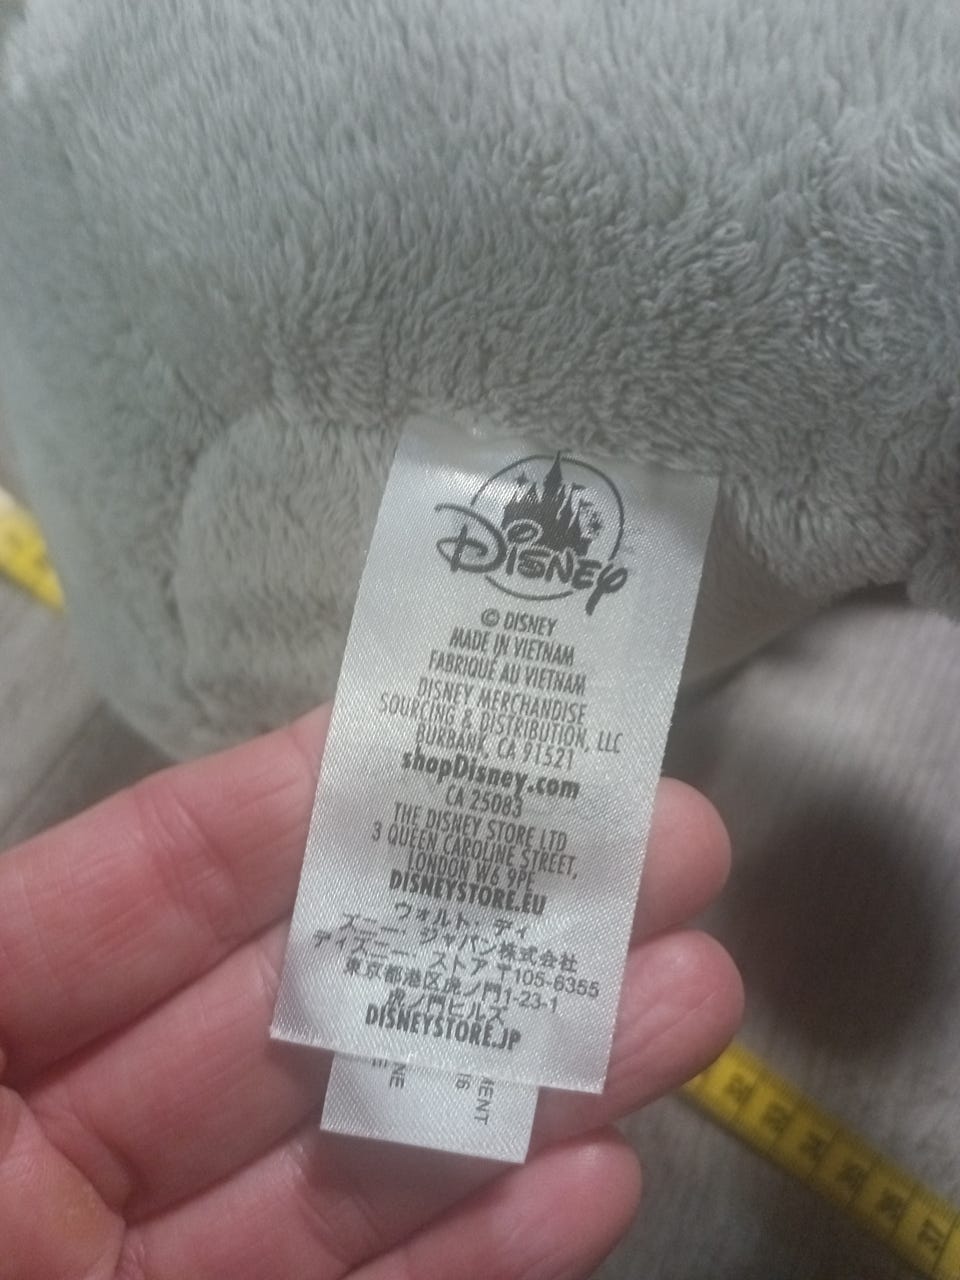 Disney
© DISNEY
MADE IN VIETNAM
FABRIQUÉ AU VIETNAM
DISNEY MERCHANDISE
SOURCING & DISTRIBUTION, LLC
BURBANK, CA 91521
shopDisney.com
CA 25083
THE DISNEY STORE LTD
3 QUEEN CAROLINE STREET,
LONDON W6 9PE
DISNEYSTORE.EU
ウォルト・ディ
ズニー・ジャパン株式会社
ディズニー ストア 〒105-6355
東京都港区虎ノ門1-23-1
虎ノ門ヒルズ
DISNEYSTORE.JP
MENT
NE
37